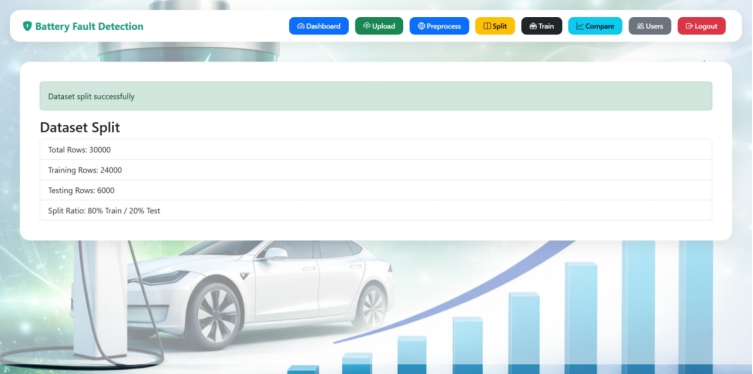 Battery Fault Detection
Dashboard
Upload
Preprocess
Split
Train
Compare
Users
Logout
Dataset split successfully
Dataset Split
Total Rows: 30000
Training Rows: 24000
Testing Rows: 6000
Split Ratio: 80% Train / 20% Test